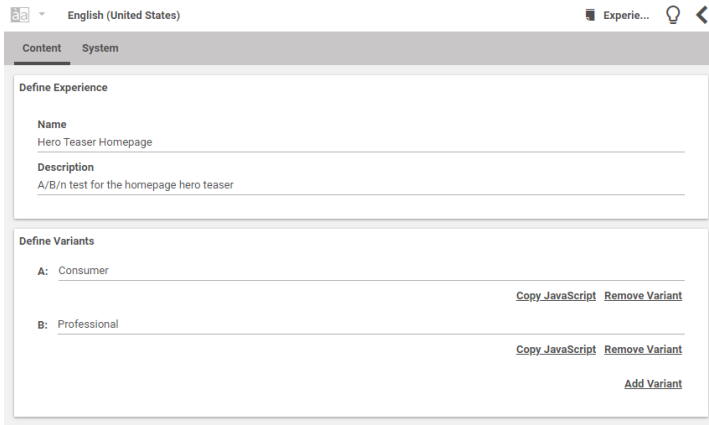 àa English (United States) Experie...
Content System
Define Experience
Name
Hero Teaser Homepage
Description
A/B/n test for the homepage hero teaser
Define Variants
A: Consumer
Copy JavaScript Remove Variant
B: Professional
Copy JavaScript Remove Variant
Add Variant